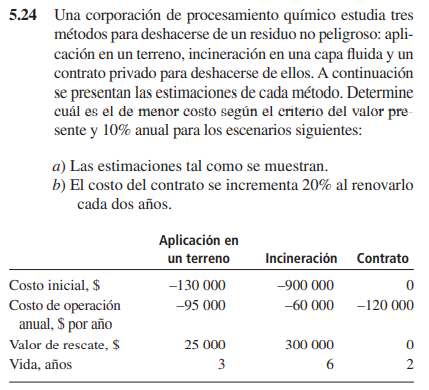 5.24 Una corporación de procesamiento químico estudia tres
métodos para deshacerse de un residuo no peligroso: apli-
cación en un terreno, incineración en una capa fluida y un
contrato privado para deshacerse de ellos. A continuación
se presentan las estimaciones de cada método. Determine
cuál es el de menor costo según el criterio del valor pre-
sente y 10% anual para los escenarios siguientes:
a) Las estimaciones tal como se muestran.
b) El costo del contrato se incrementa 20% al renovarlo
cada dos años.
Aplicación en
un terreno Incineración Contrato
Costo inicial, $ –130 000 –900 000 0
Costo de operación –95 000 –60 000 –120 000
anual, $ por año
Valor de rescate, $ 25 000 300 000 0
Vida, años 3 6 2